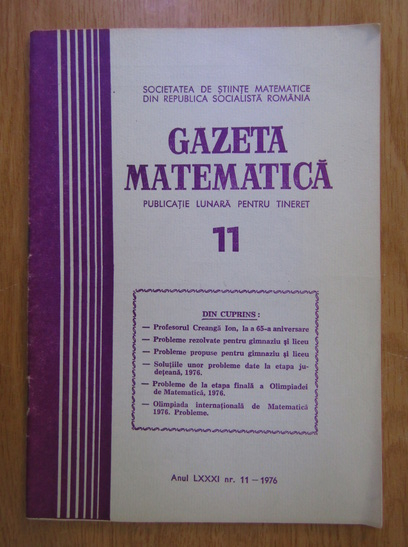 SOCIETATEA DE ȘTIINȚE MATEMATICE
DIN REPUBLICA SOCIALISTĂ ROMÂNIA
GAZETA
MATEMATICĂ
PUBLICAȚIE LUNARĂ PENTRU TINERET
11
DIN CUPRINS :
— Profesorul Creangă Ion, la a 65-a aniversare
— Probleme rezolvate pentru gimnaziu și liceu
— Probleme propuse pentru gimnaziu și liceu
— Soluțiile unor probleme date la etapa ju-
dețeană, 1976.
— Probleme de la etapa finală a Olimpiadei
de Matematică, 1976.
— Olimpiada internațională de Matematică
1976. Probleme.
Anul LXXXI nr. 11 — 1976